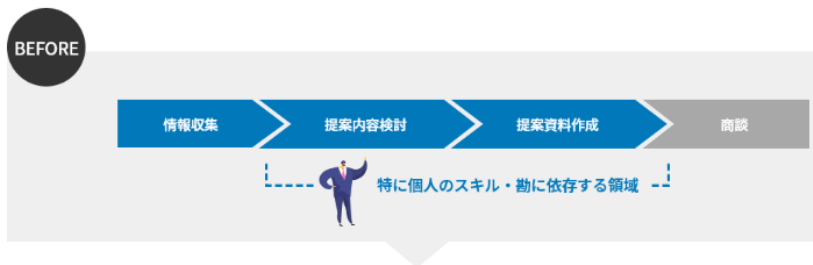 BEFORE
情報収集
提案内容検討
提案資料作成
商談
特に個人のスキル・勘に依存する領域